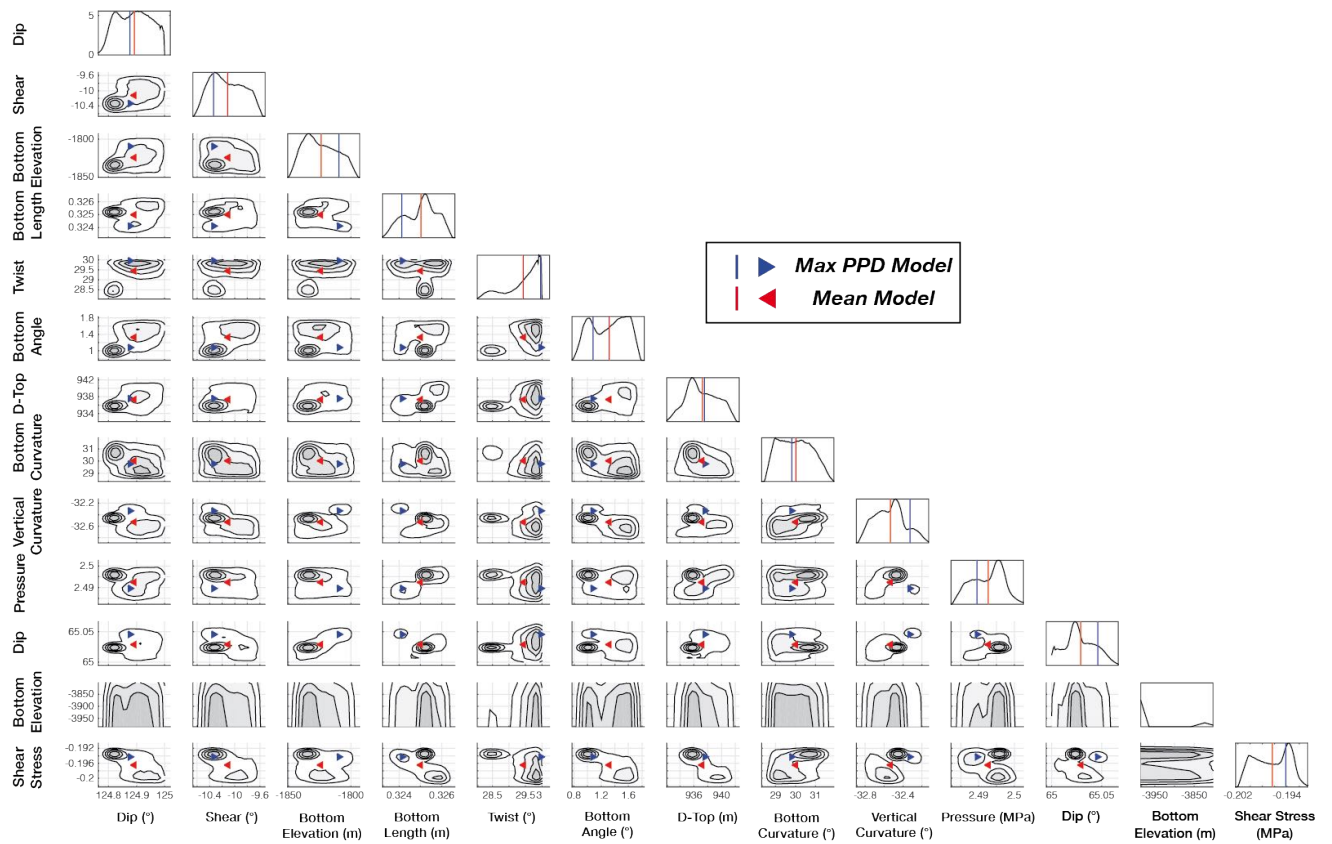 Dip
5
0
Shear
-9.6
-10
-10.4
Bottom
Elevation
-1800
-1850
Bottom
Length
0.326
0.325
0.324
Twist
30
29.5
29
28.5
Max PPD Model
Mean Model
Bottom
Angle
1.8
1.4
1
D-Top
942
938
934
Bottom
Curvature
31
30
29
Vertical
Curvature
-32.2
-32.6
Pressure
2.5
2.49
Dip
65.05
65
Bottom
Elevation
-3850
-3900
-3950
Shear
Stress
-0.192
-0.196
-0.2
124.8 124.9 125
-10.4 -10 -9.6
-1850 -1800
0.324 0.326
28.5 29.53
0.8 1.2 1.6
936 940
29 30 31
-32.8 -32.4
2.49 2.5
65 65.05
-3950 -3850
-0.202 -0.194
Dip (°)
Shear (°)
Bottom
Elevation (m)
Bottom
Length (m)
Twist (°)
Bottom
Angle (°)
D-Top (m)
Bottom
Curvature (°)
Vertical
Curvature (°)
Pressure (MPa)
Dip (°)
Bottom
Elevation (m)
Shear Stress
(MPa)